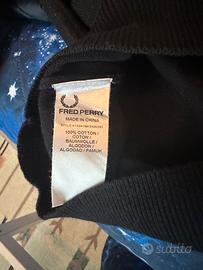 FRED PERRY
MADE IN CHINA
100% COTTON /
COTON /
BAUMWOLLE /
ALGODON /
ALGODAO / PAMUK
subito